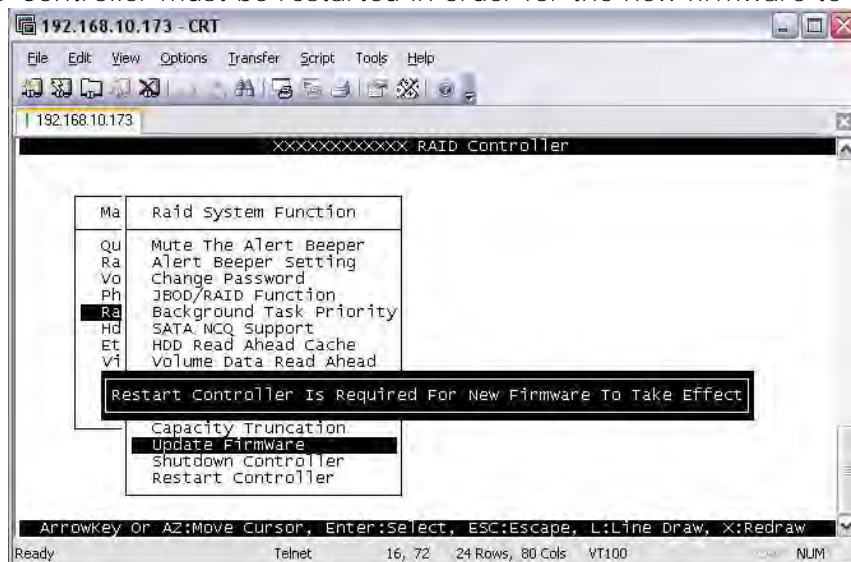 controller must be restarted in order for the new firmware to
192.168.10.173 - CRT
File Edit View Options Transfer Script Tools Help
192.168.10.173
XXXXXXXXXXXX RAID Controller
Ma Raid System Function
Qu Mute The Alert Beeper
Ra Alert Beeper Setting
Vo Change Password
Ph JBOD/RAID Function
Ra Background Task Priority
Hd SATA NCQ Support
Et HDD Read Ahead Cache
Vi Volume Data Read Ahead
Restart Controller Is Required For New Firmware To Take Effect
Capacity Truncation
Update Firmware
Shutdown Controller
Restart Controller
ArrowKey Or AZ:Move Cursor, Enter:Select, ESC:Escape, L:Line Draw, X:Redraw
Ready Telnet 16, 72 24 Rows, 80 Cols VT100 NUM